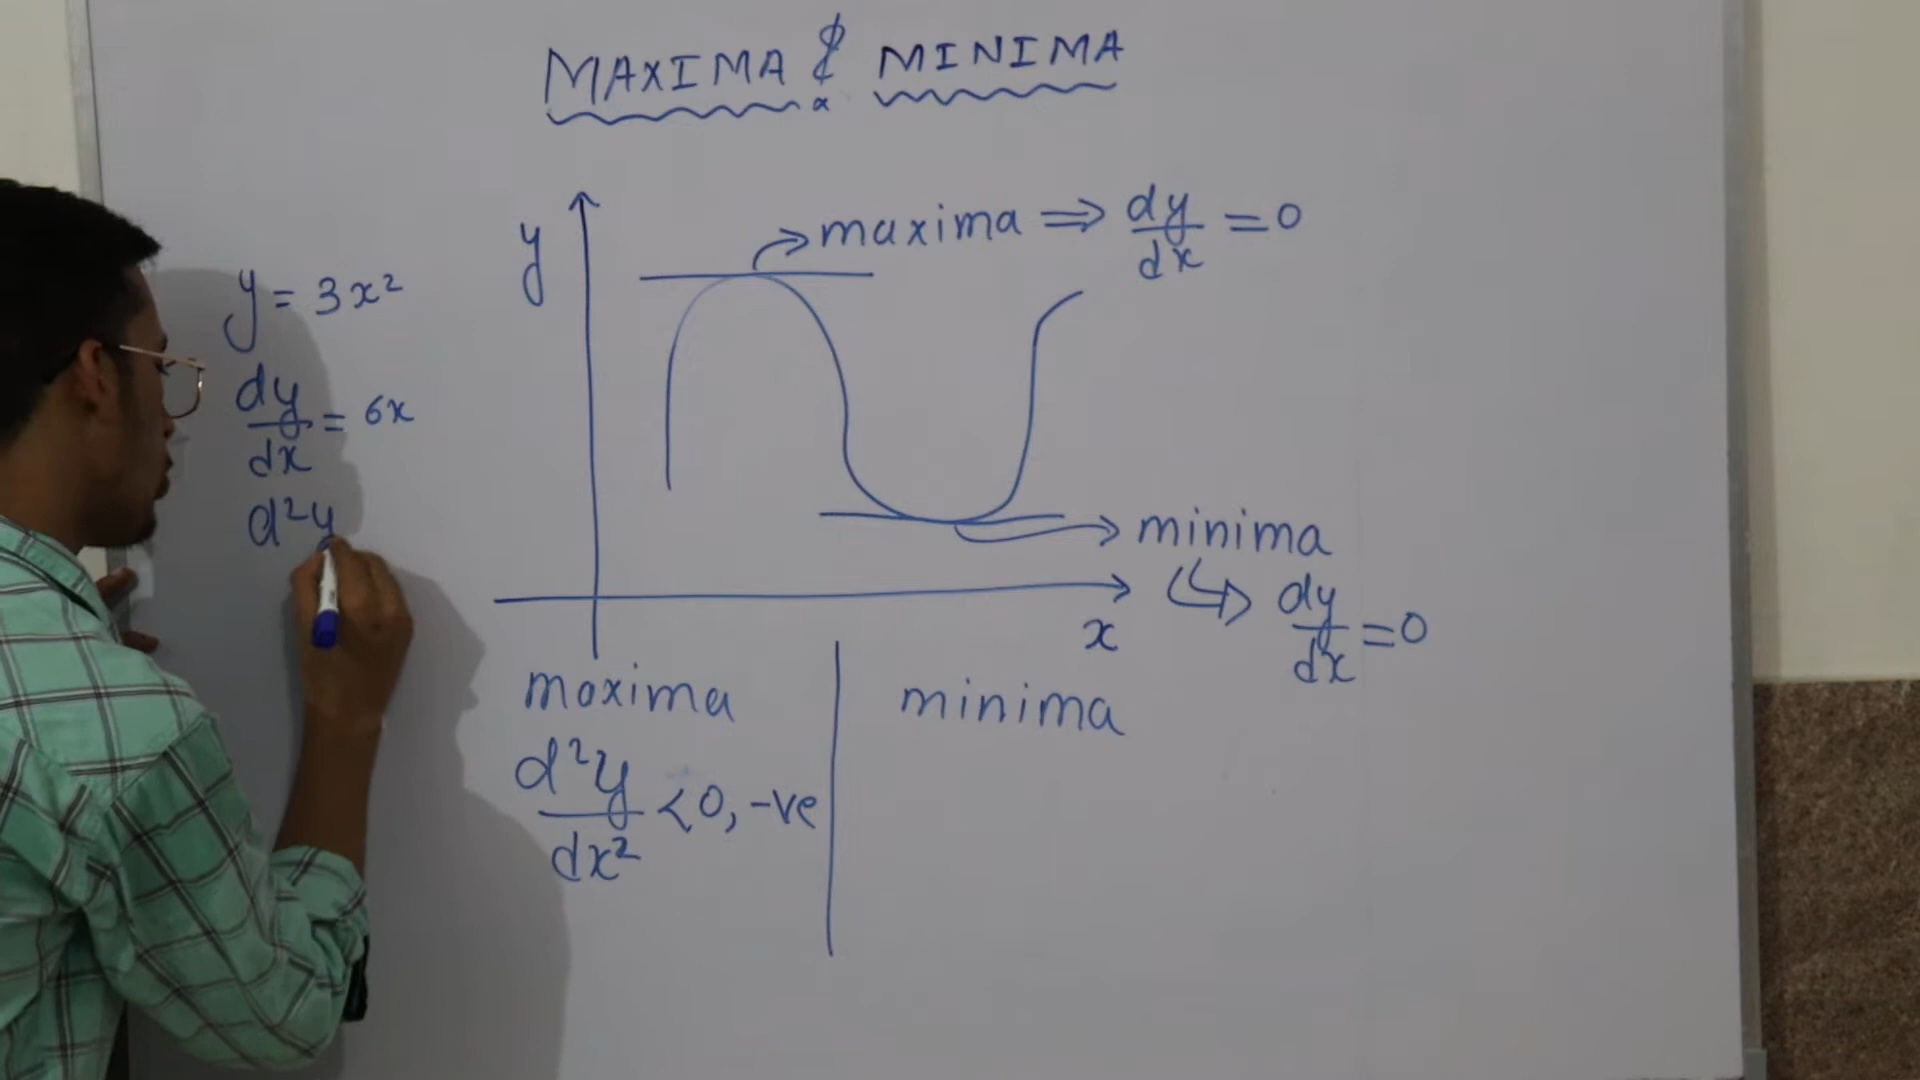 MAXIMA & MINIMA
y = 3x²
dy/dx = 6x
d²y
y
maxima ⇒ dy/dx = 0
minima
dy/dx = 0
x
maxima
d²y/dx² < 0, -ve
minima